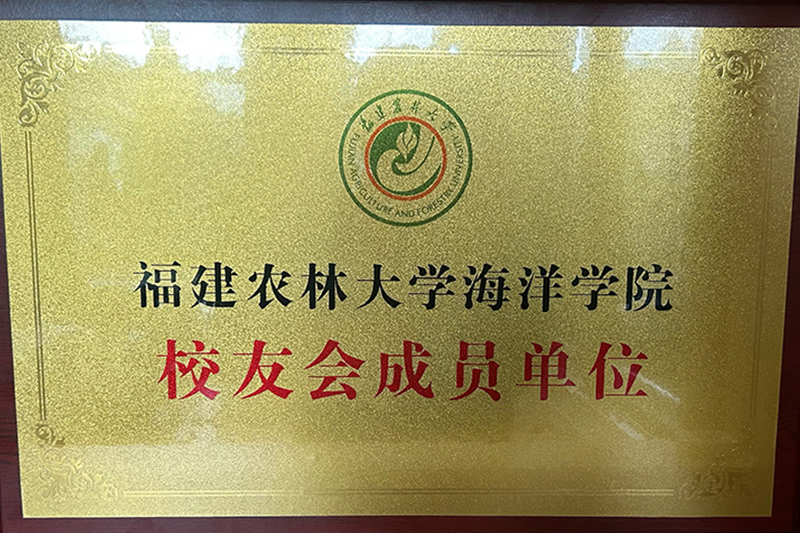 福建农林大学
FUJIAN AGRICULTURE AND FORESTRY UNIVERSITY
福建农林大学海洋学院
校友会成员单位